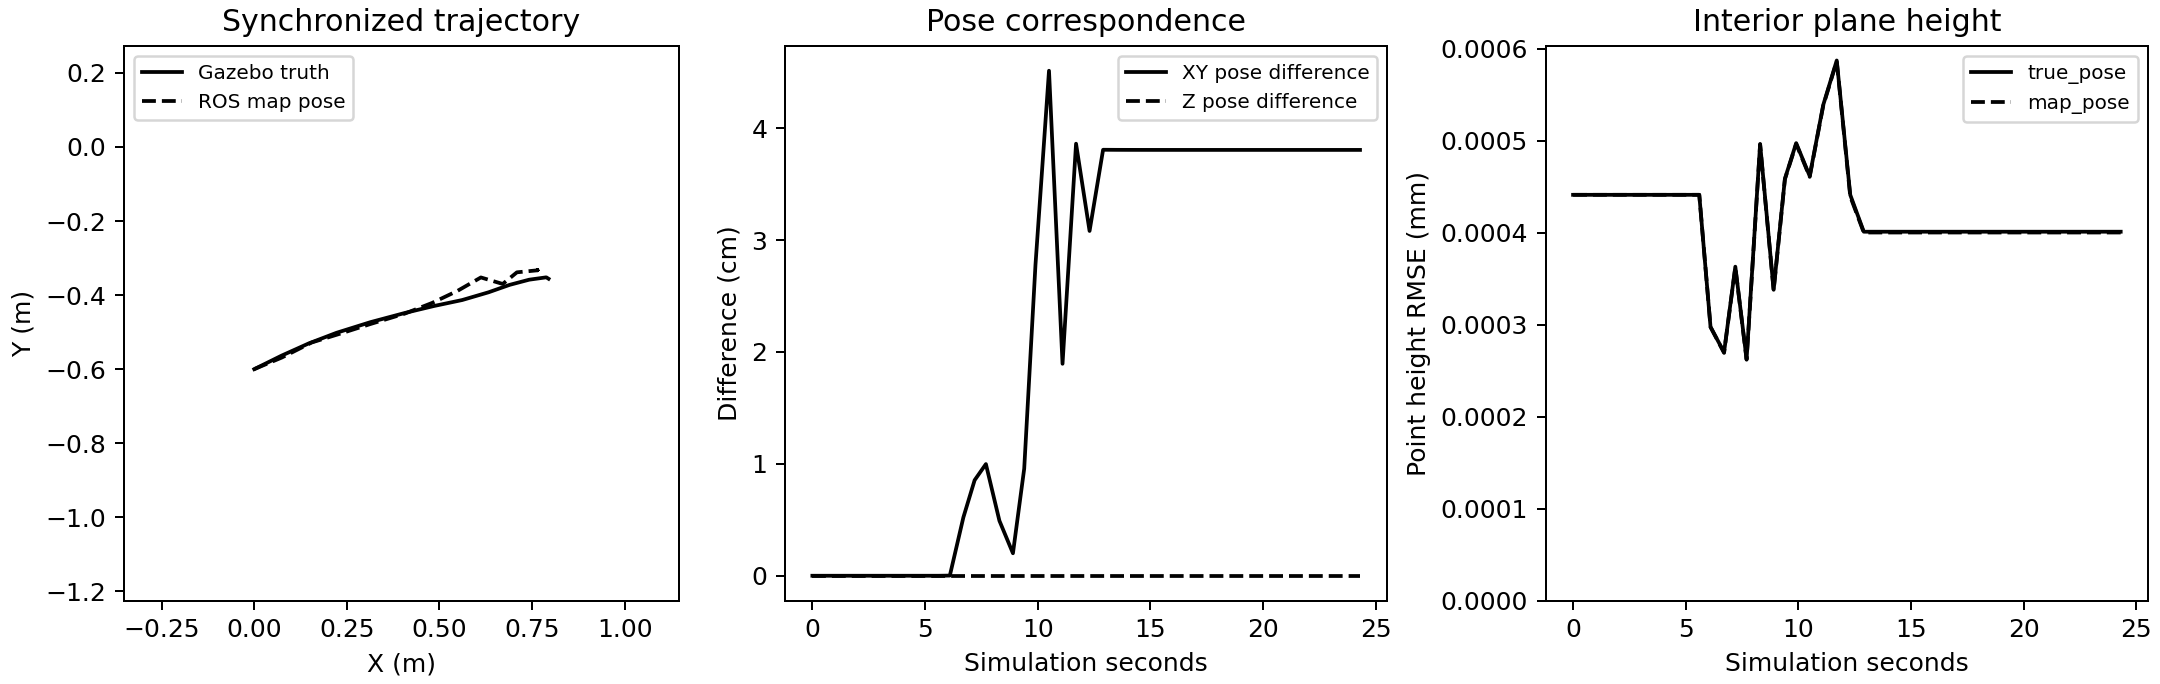 Synchronized trajectory
Gazebo truth
ROS map pose
0.2
0.0
−0.2
−0.4
−0.6
−0.8
−1.0
−1.2
Y (m)
−0.25 0.00 0.25 0.50 0.75 1.00
X (m)
Pose correspondence
XY pose difference
Z pose difference
4
3
2
1
0
Difference (cm)
0 5 10 15 20 25
Simulation seconds
Interior plane height
true_pose
map_pose
0.0006
0.0005
0.0004
0.0003
0.0002
0.0001
0.0000
Point height RMSE (mm)
0 5 10 15 20 25
Simulation seconds